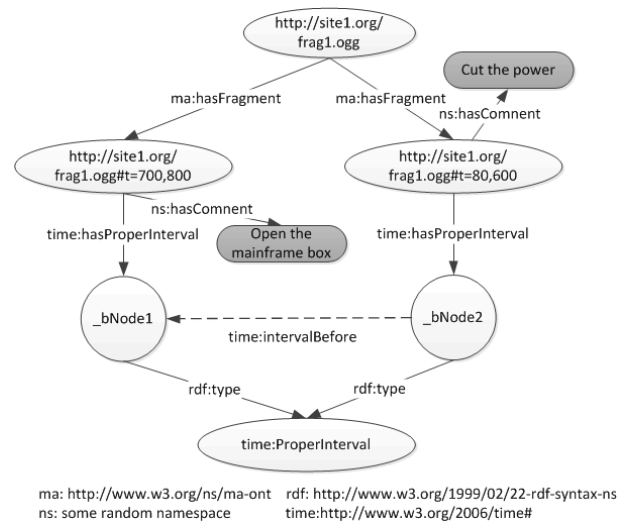 http://site1.org/
frag1.ogg
Cut the power
ma:hasFragment
ma:hasFragment
ns:hasComnent
http://site1.org/
frag1.ogg#t=700,800
http://site1.org/
frag1.ogg#t=80,600
ns:hasComnent
time:hasProperInterval
Open the
mainframe box
time:hasProperInterval
_bNode1
_bNode2
time:intervalBefore
rdf:type
rdf:type
time:ProperInterval
ma: http://www.w3.org/ns/ma-ont
rdf: http://www.w3.org/1999/02/22-rdf-syntax-ns
ns: some random namespace
time:http://www.w3.org/2006/time#